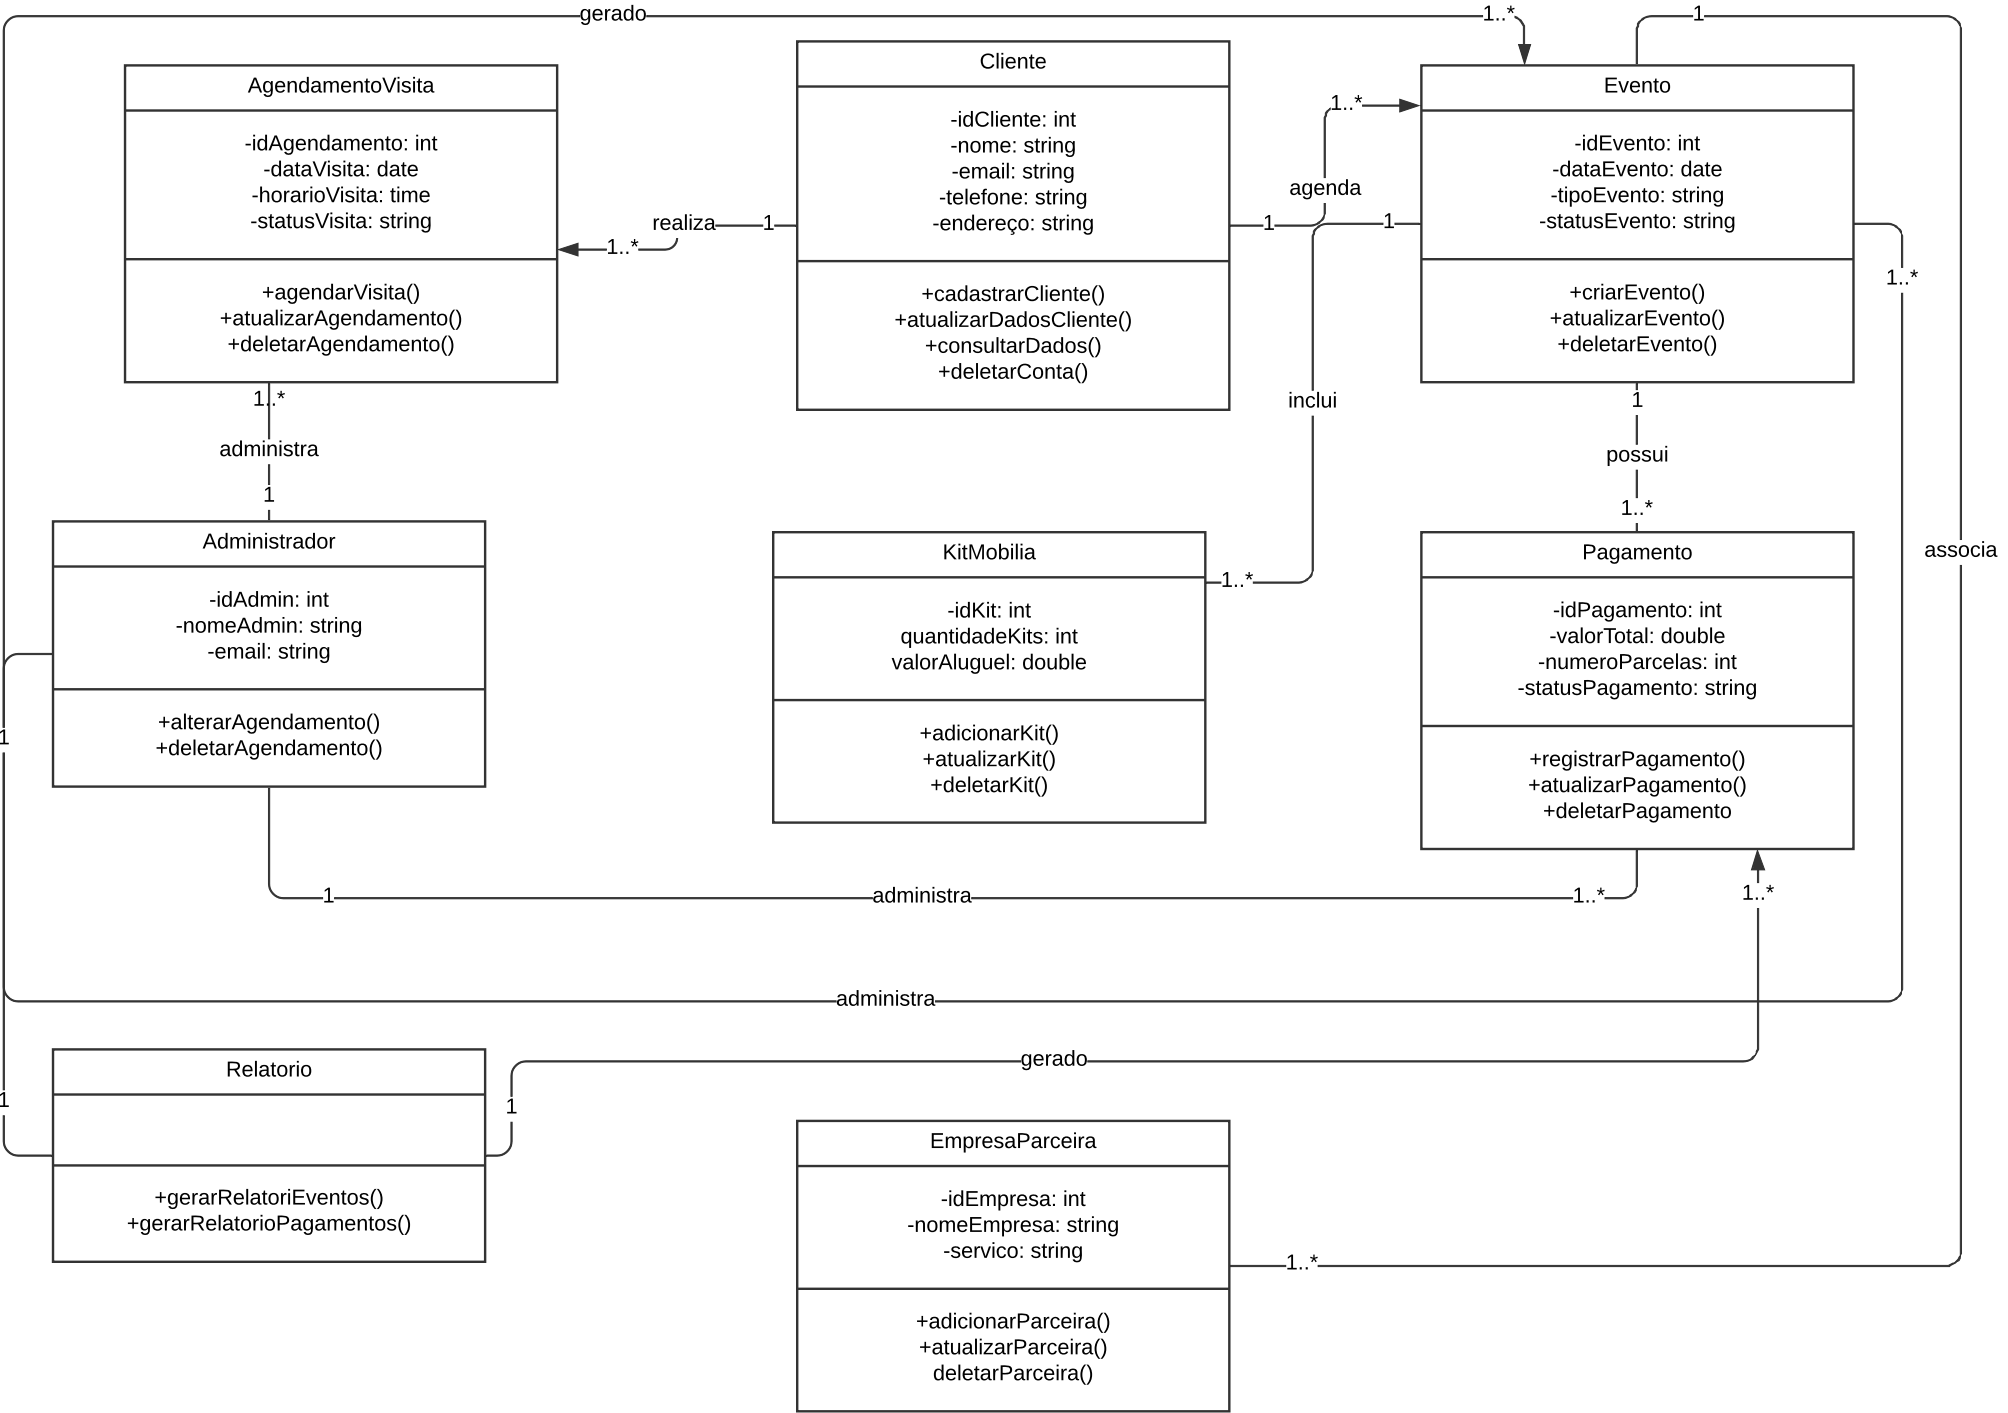 gerado
1..*
1
AgendamentoVisita
-idAgendamento: int
-dataVisita: date
-horarioVisita: time
-statusVisita: string
+agendarVisita()
+atualizarAgendamento()
+deletarAgendamento()
realiza
1
1..*
Cliente
-idCliente: int
-nome: string
-email: string
-telefone: string
-endereço: string
+cadastrarCliente()
+atualizarDadosCliente()
+consultarDados()
+deletarConta()
1..*
agenda
1
1
Evento
-idEvento: int
-dataEvento: date
-tipoEvento: string
-statusEvento: string
+criarEvento()
+atualizarEvento()
+deletarEvento()
1..*
inclui
1..*
administra
1
1
possui
1..*
associa
Administrador
-idAdmin: int
-nomeAdmin: string
-email: string
+alterarAgendamento()
+deletarAgendamento()
KitMobilia
-idKit: int
quantidadeKits: int
valorAluguel: double
+adicionarKit()
+atualizarKit()
+deletarKit()
1..*
Pagamento
-idPagamento: int
-valorTotal: double
-numeroParcelas: int
-statusPagamento: string
+registrarPagamento()
+atualizarPagamento()
+deletarPagamento
1
1
administra
1..*
1..*
administra
gerado
1
1
Relatorio
+gerarRelatoriEventos()
+gerarRelatorioPagamentos()
EmpresaParceira
-idEmpresa: int
-nomeEmpresa: string
-servico: string
+adicionarParceira()
+atualizarParceira()
deletarParceira()
1..*